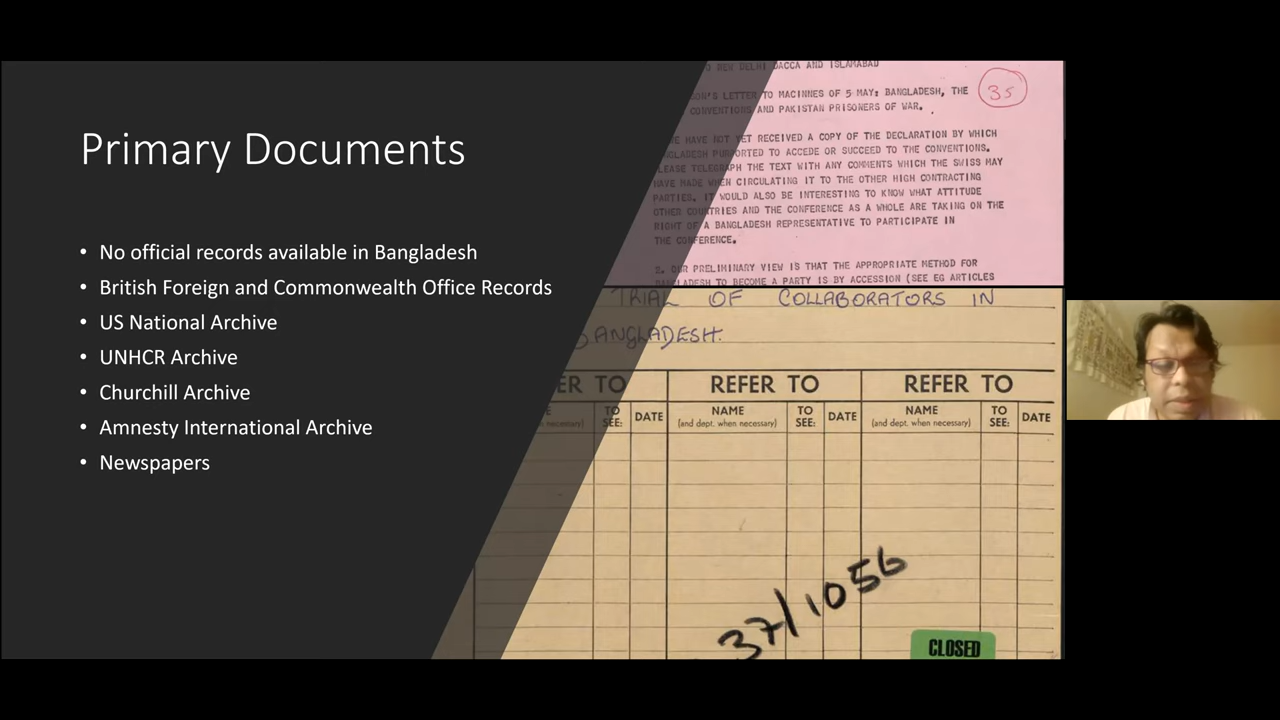 Primary Documents
• No official records available in Bangladesh
• British Foreign and Commonwealth Office Records
• US National Archive
• UNHCR Archive
• Churchill Archive
• Amnesty International Archive
• Newspapers
NEW DELHI DACCA AND ISLAMABAD
35
LETTER TO MACINNES OF 5 MAY: BANGLADESH, THE
CONVENTIONS AND PAKISTAN PRISONERS OF WAR.
HAVE NOT YET RECEIVED A COPY OF THE DECLARATION BY WHICH
BANGLADESH PURPORTED TO ACCEDE OR SUCCEED TO THE CONVENTIONS.
PLEASE TELEGRAPH THE TEXT WITH ANY COMMENTS WHICH THE SWISS MAY
HAVE MADE WHEN CIRCULATING IT TO THE OTHER HIGH CONTRACTING
PARTIES. IT WOULD ALSO BE INTERESTING TO KNOW WHAT ATTITUDE
OTHER COUNTRIES AND THE CONFERENCE AS A WHOLE ARE TAKING ON THE
RIGHT OF A BANGLADESH REPRESENTATIVE TO PARTICIPATE IN
THE CONFERENCE.
2. OUR PRELIMINARY VIEW IS THAT THE APPROPRIATE METHOD FOR
BANGLADESH TO BECOME A PARTY IS BY ACCESSION (SEE EG ARTICLES
TRIAL OF COLLABORATORS IN
BANGLADESH.
ER TO REFER TO REFER TO
TO SEE: DATE NAME (and dept. when necessary) TO SEE: DATE NAME (and dept. when necessary) TO SEE: DATE
37/1056
CLOSED